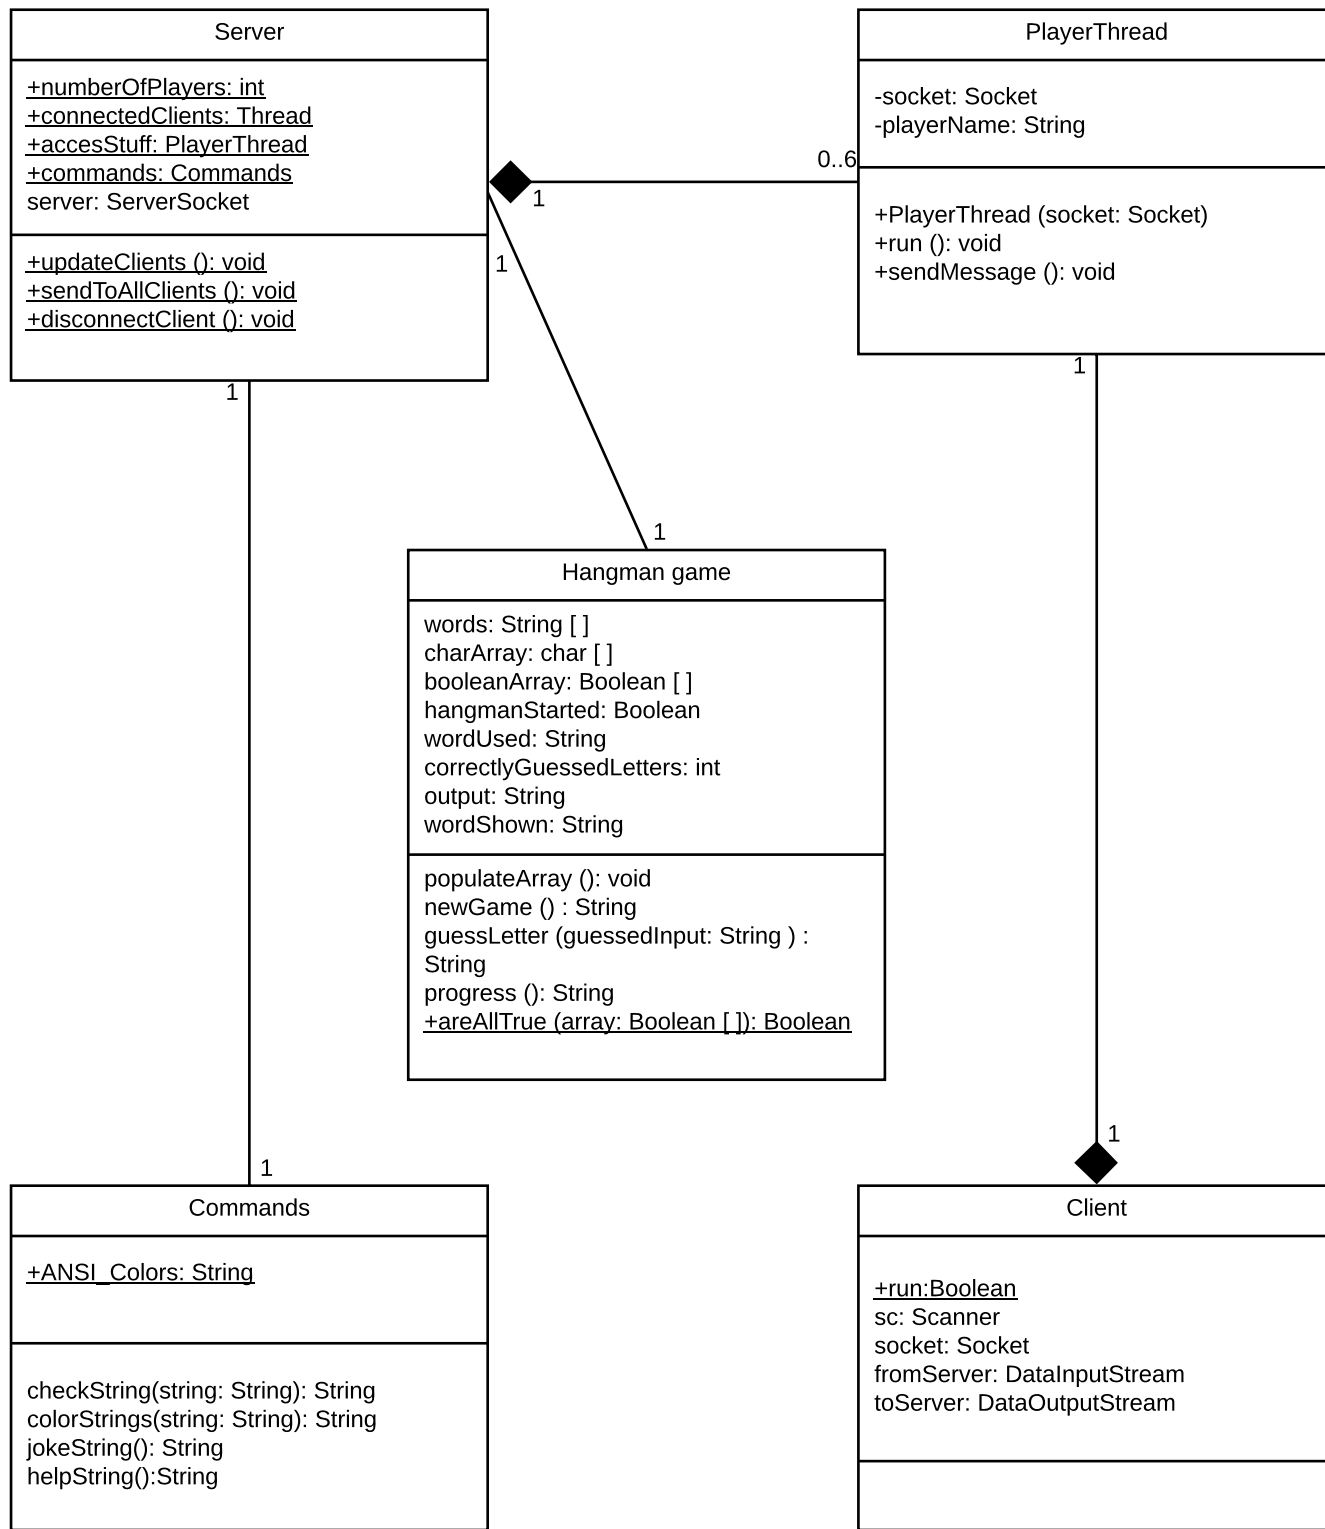 Server
+numberOfPlayers: int
+connectedClients: Thread
+accesStuff: PlayerThread
+commands: Commands
server: ServerSocket
+updateClients (): void
+sendToAllClients (): void
+disconnectClient (): void
PlayerThread
-socket: Socket
-playerName: String
+PlayerThread (socket: Socket)
+run (): void
+sendMessage (): void
0..6
1
1
1
1
1
Hangman game
words: String [ ]
charArray: char [ ]
booleanArray: Boolean [ ]
hangmanStarted: Boolean
wordUsed: String
correctlyGuessedLetters: int
output: String
wordShown: String
populateArray (): void
newGame () : String
guessLetter (guessedInput: String ) :
String
progress (): String
+areAllTrue (array: Boolean [ ]): Boolean
1
1
Commands
+ANSI_Colors: String
checkString(string: String): String
colorStrings(string: String): String
jokeString(): String
helpString():String
Client
+run:Boolean
sc: Scanner
socket: Socket
fromServer: DataInputStream
toServer: DataOutputStream